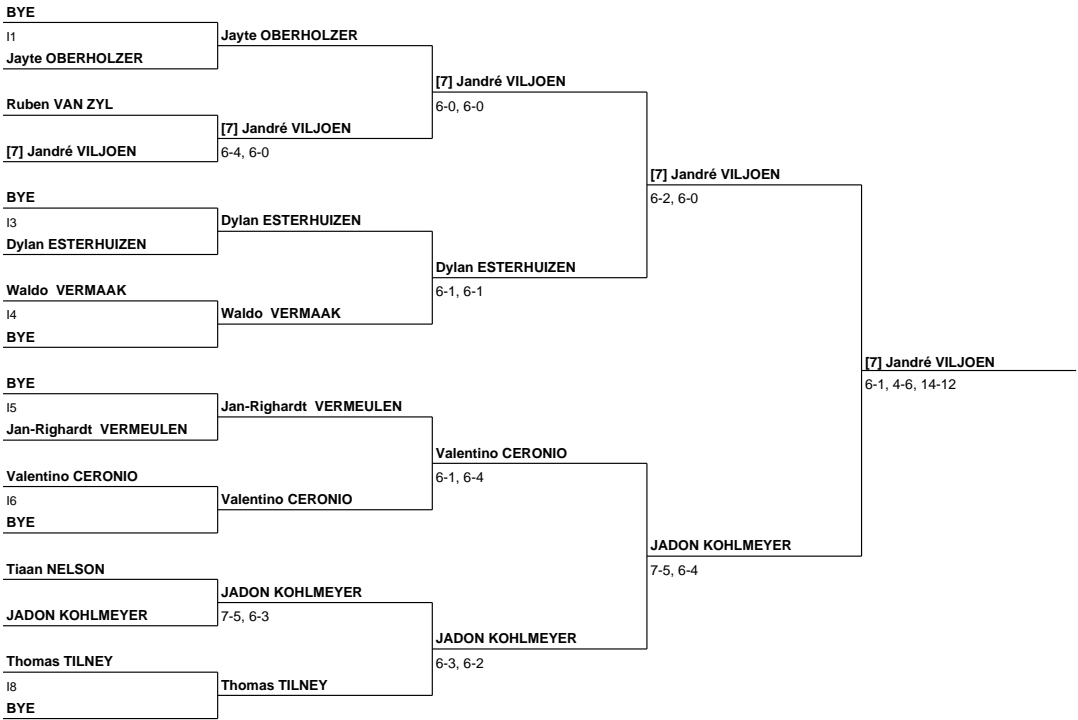 BYE
I1
Jayte OBERHOLZER
Jayte OBERHOLZER
Ruben VAN ZYL
[7] Jandré VILJOEN
[7] Jandré VILJOEN
6-4, 6-0
[7] Jandré VILJOEN
6-0, 6-0
BYE
I3
Dylan ESTERHUIZEN
Dylan ESTERHUIZEN
Waldo VERMAAK
I4
BYE
Waldo VERMAAK
Dylan ESTERHUIZEN
6-1, 6-1
[7] Jandré VILJOEN
6-2, 6-0
BYE
I5
Jan-Righardt VERMEULEN
Jan-Righardt VERMEULEN
Valentino CERONIO
I6
BYE
Valentino CERONIO
Valentino CERONIO
6-1, 6-4
Tiaan NELSON
JADON KOHLMEYER
JADON KOHLMEYER
7-5, 6-3
Thomas TILNEY
I8
BYE
Thomas TILNEY
JADON KOHLMEYER
6-3, 6-2
JADON KOHLMEYER
7-5, 6-4
[7] Jandré VILJOEN
6-1, 4-6, 14-12